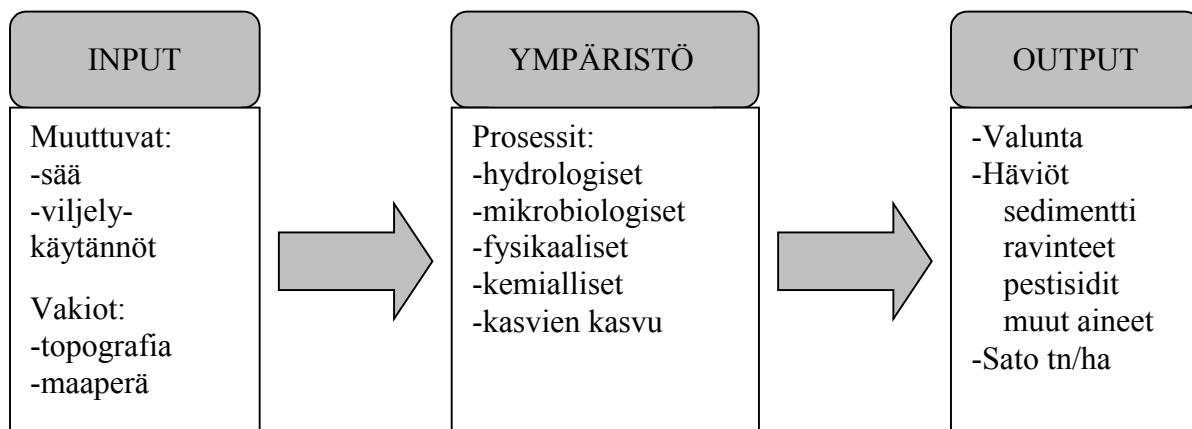 INPUT
Muuttuvat:
-sää
-viljely-
käytännöt
Vakiot:
-topografia
-maaperä
YMPÄRISTÖ
Prosessit:
-hydrologiset
-mikrobiologiset
-fysikaaliset
-kemialliset
-kasvien kasvu
OUTPUT
-Valunta
-Häviöt
sedimentti
ravinteet
pestisidit
muut aineet
-Sato tn/ha